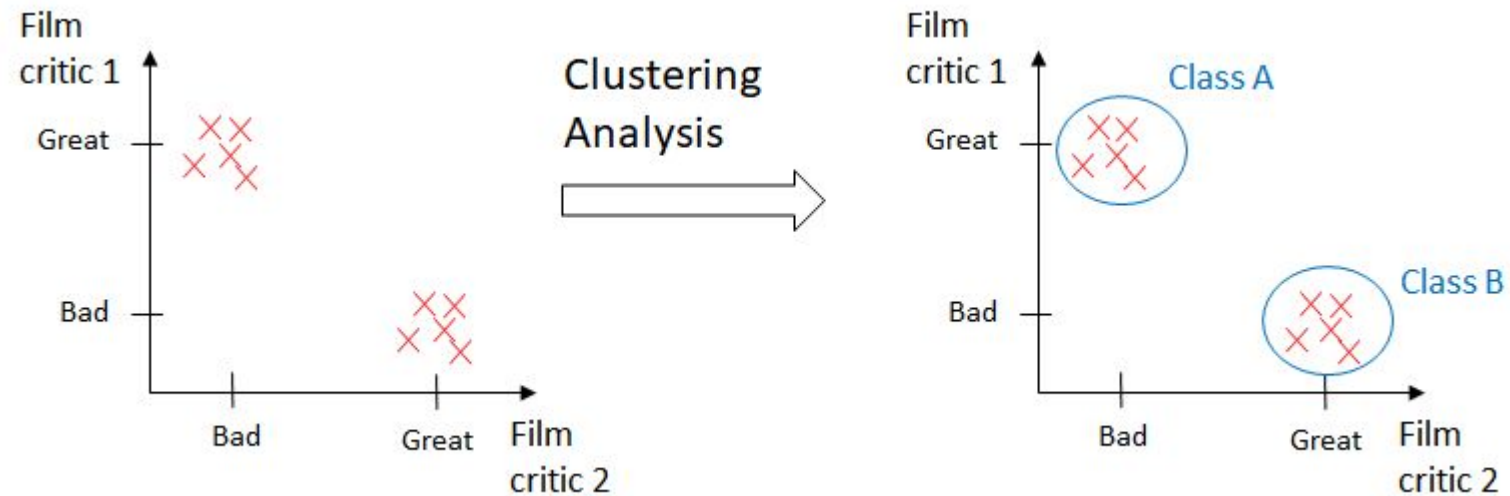 Film
critic 1
Great
Bad
Bad
Great
Film
critic 2
Clustering
Analysis
Film
critic 1
Great
Bad
Class A
Class B
Bad
Great
Film
critic 2